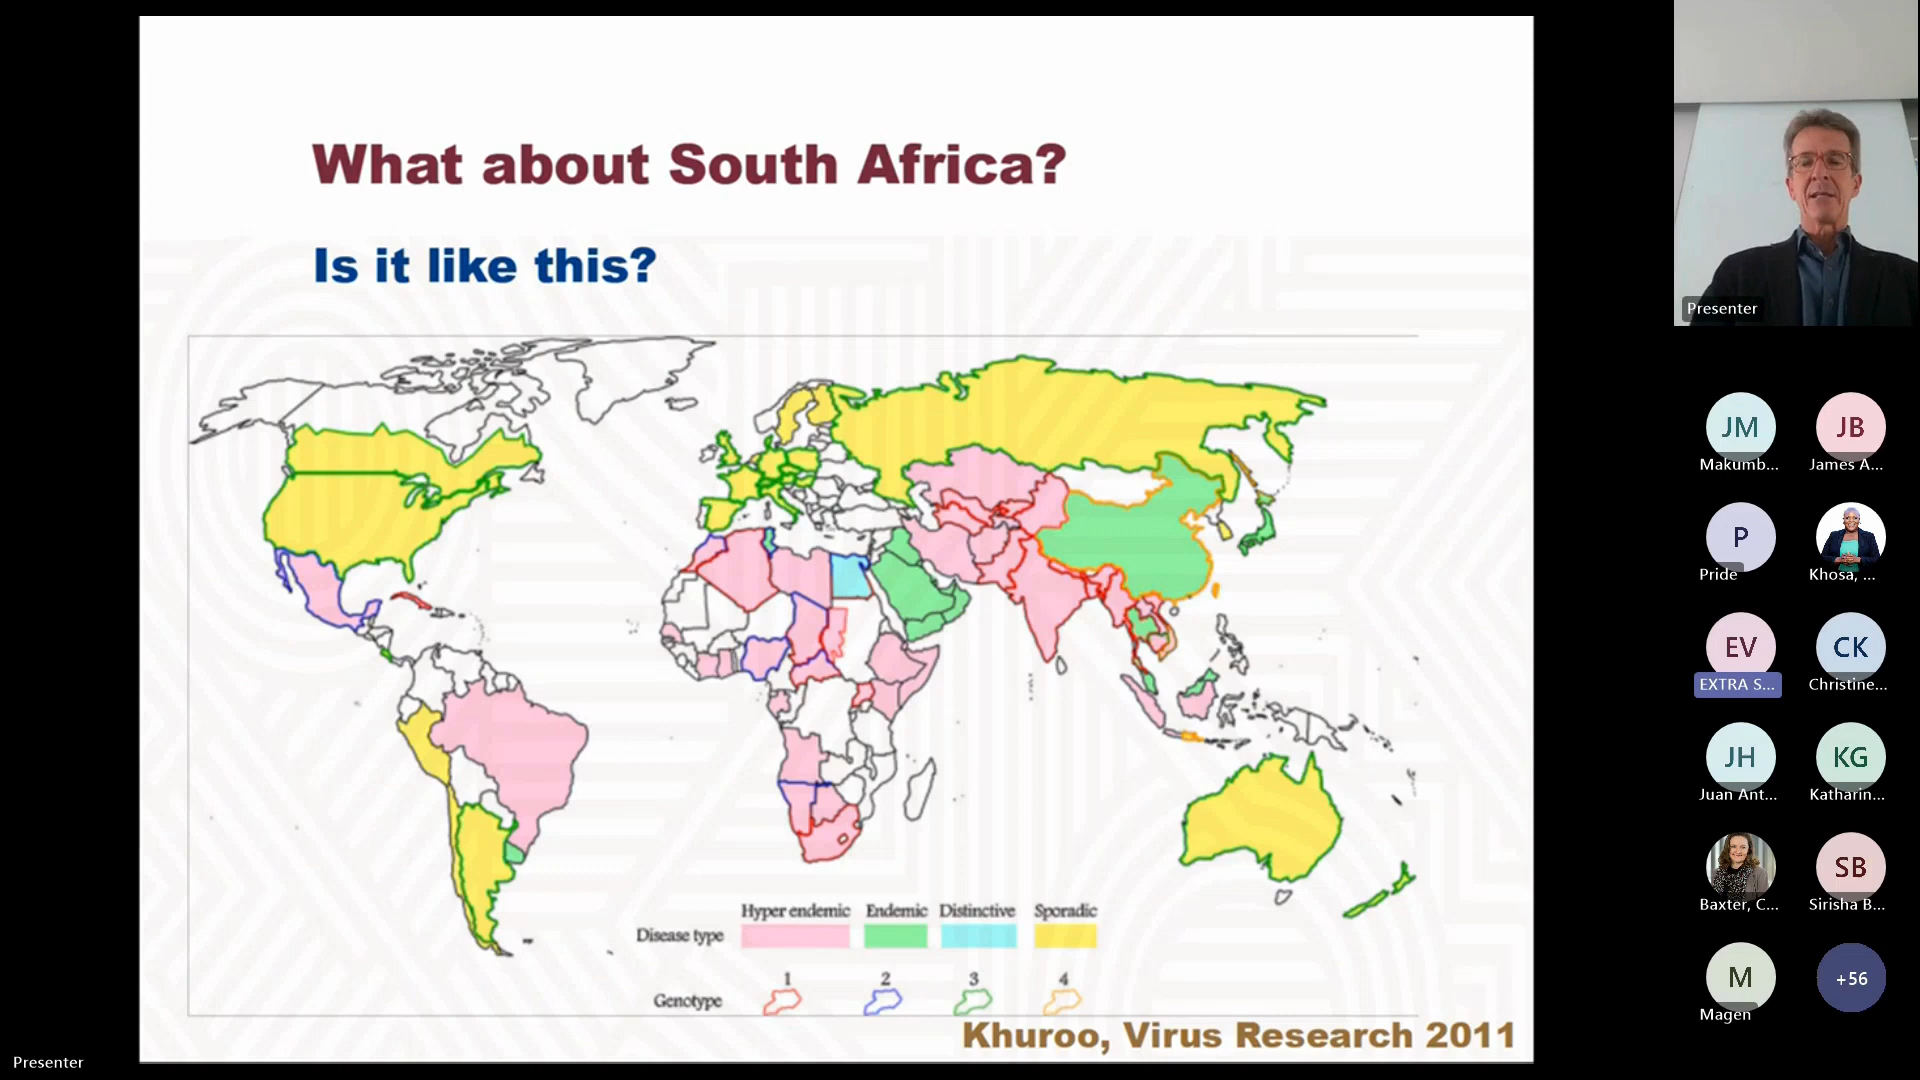 What about South Africa?
Is it like this?
Hyper endemic Endemic Distinctive Sporadic
Disease type
1 2 3 4
Genotype
Khuroo, Virus Research 2011
Presenter
Presenter
JM JB
Makumb... James A...
P
Pride Khosa, ...
EV CK
EXTRA S... Christine...
JH KG
Juan Ant... Katharin...
SB
Baxter, C... Sirisha B...
M +56
Magen